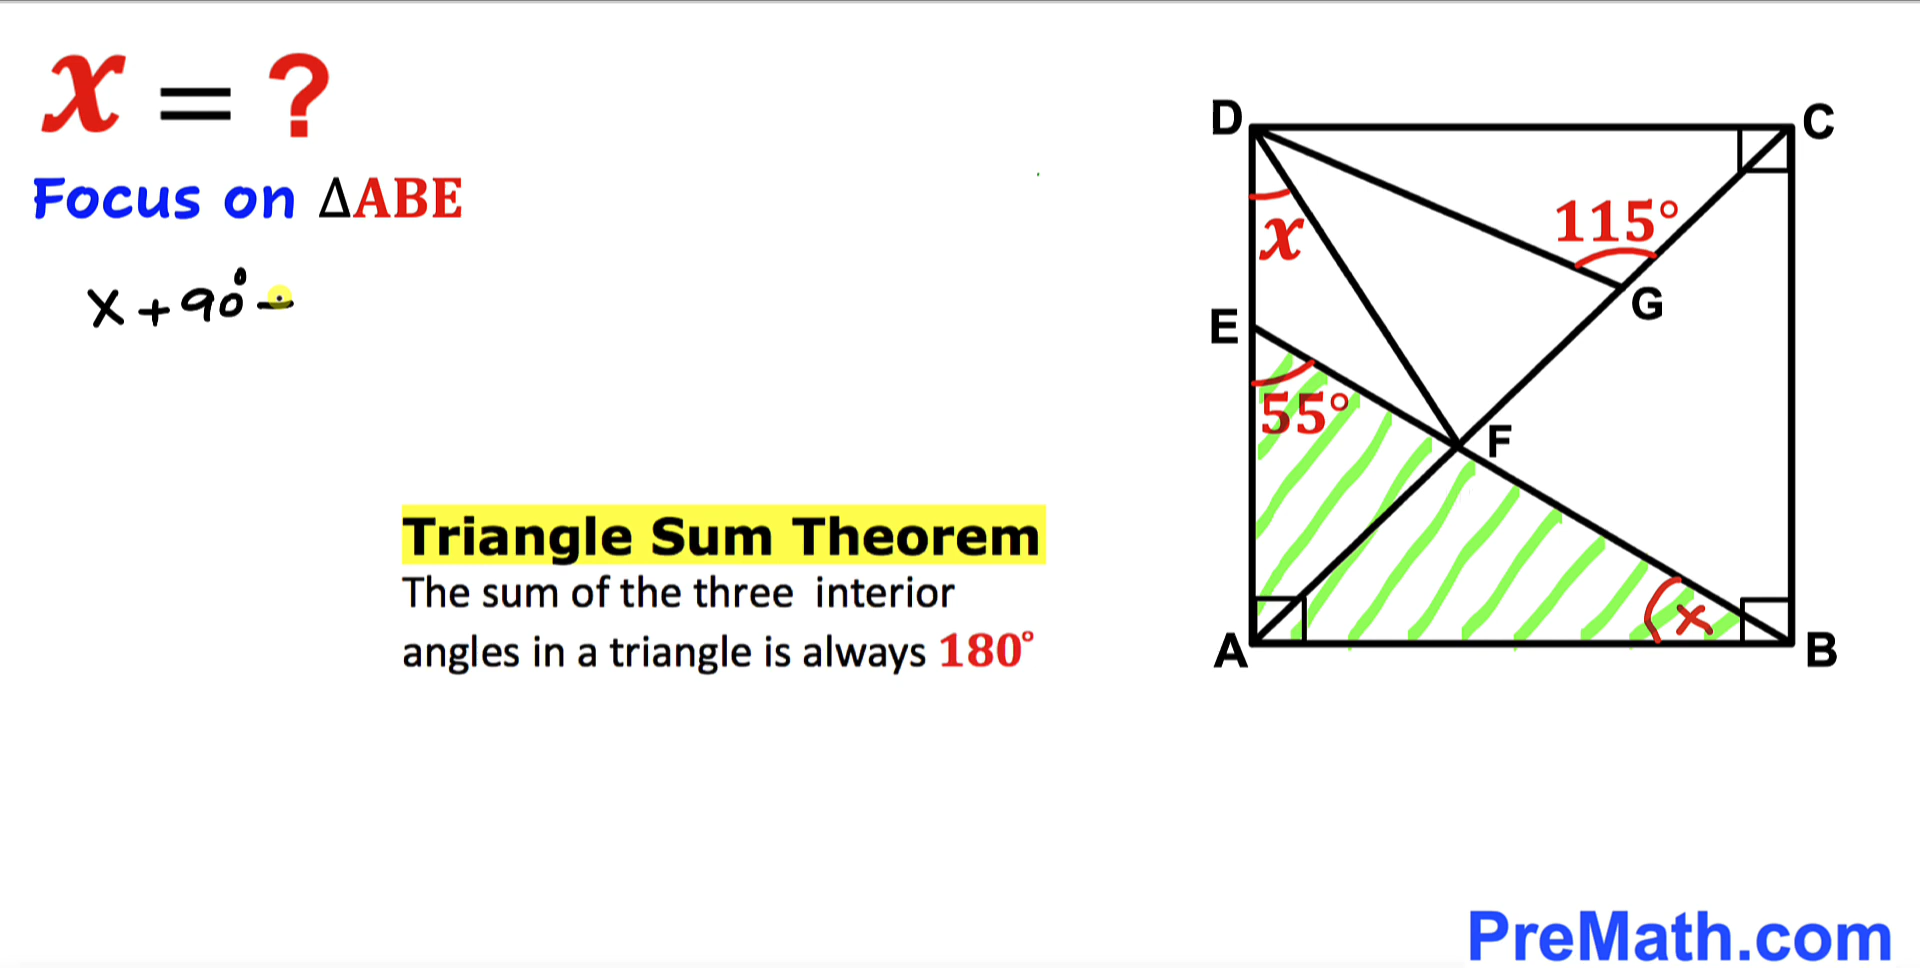 x = ?
Focus on ΔABE
x + 90° =
Triangle Sum Theorem
The sum of the three interior
angles in a triangle is always 180°
D
C
115°
x
G
E
55°
F
x
A
B
PreMath.com